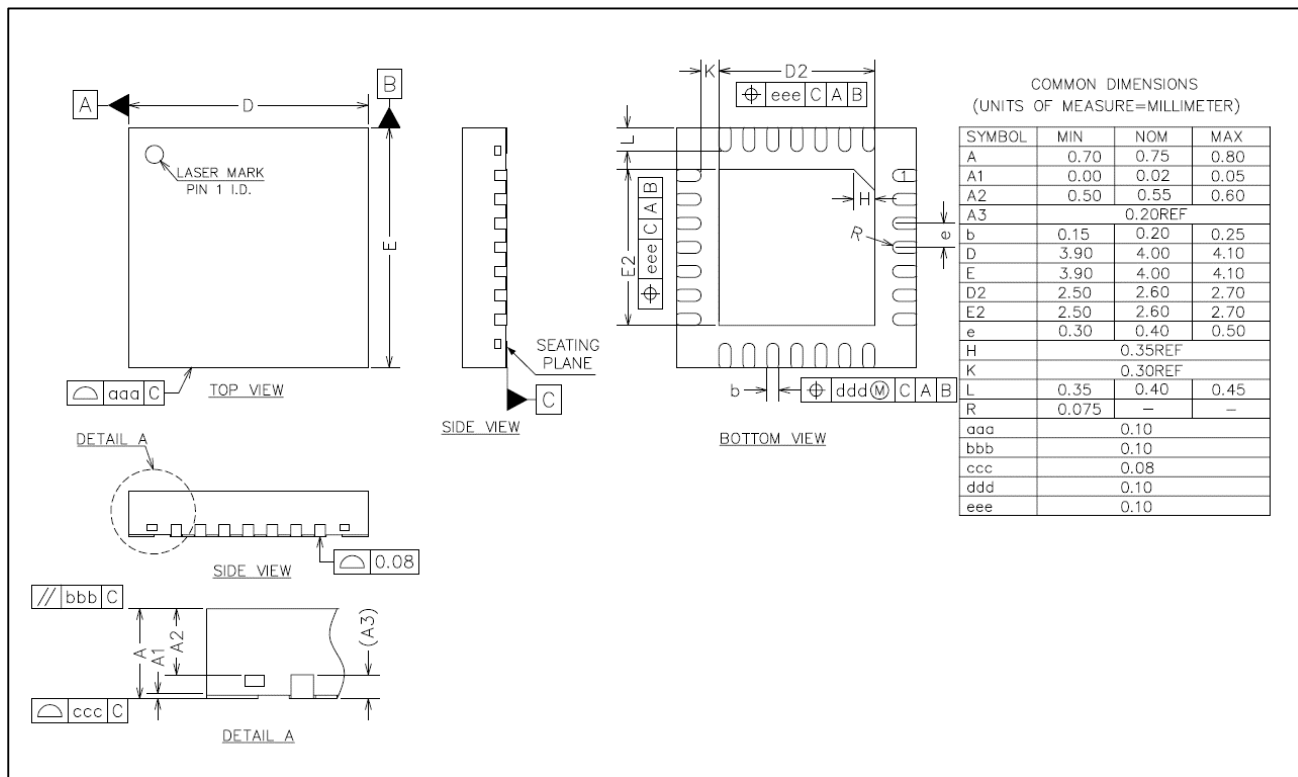 A
D
B
LASER MARK
PIN 1 I.D.
E
⌓ aaa C
TOP VIEW
SEATING
PLANE
C
SIDE VIEW
K
D2
⌖ eee C A B
L
E2
⌖ eee C A B
H
1
R
e
b
⌖ ddd Ⓜ C A B
BOTTOM VIEW
COMMON DIMENSIONS
(UNITS OF MEASURE=MILLIMETER)
SYMBOL MIN NOM MAX
A 0.70 0.75 0.80
A1 0.00 0.02 0.05
A2 0.50 0.55 0.60
A3 0.20REF
b 0.15 0.20 0.25
D 3.90 4.00 4.10
E 3.90 4.00 4.10
D2 2.50 2.60 2.70
E2 2.50 2.60 2.70
e 0.30 0.40 0.50
H 0.35REF
K 0.30REF
L 0.35 0.40 0.45
R 0.075 – –
aaa 0.10
bbb 0.10
ccc 0.08
ddd 0.10
eee 0.10
DETAIL A
SIDE VIEW
⌓ 0.08
// bbb C
A
A1
A2
(A3)
⌓ ccc C
DETAIL A